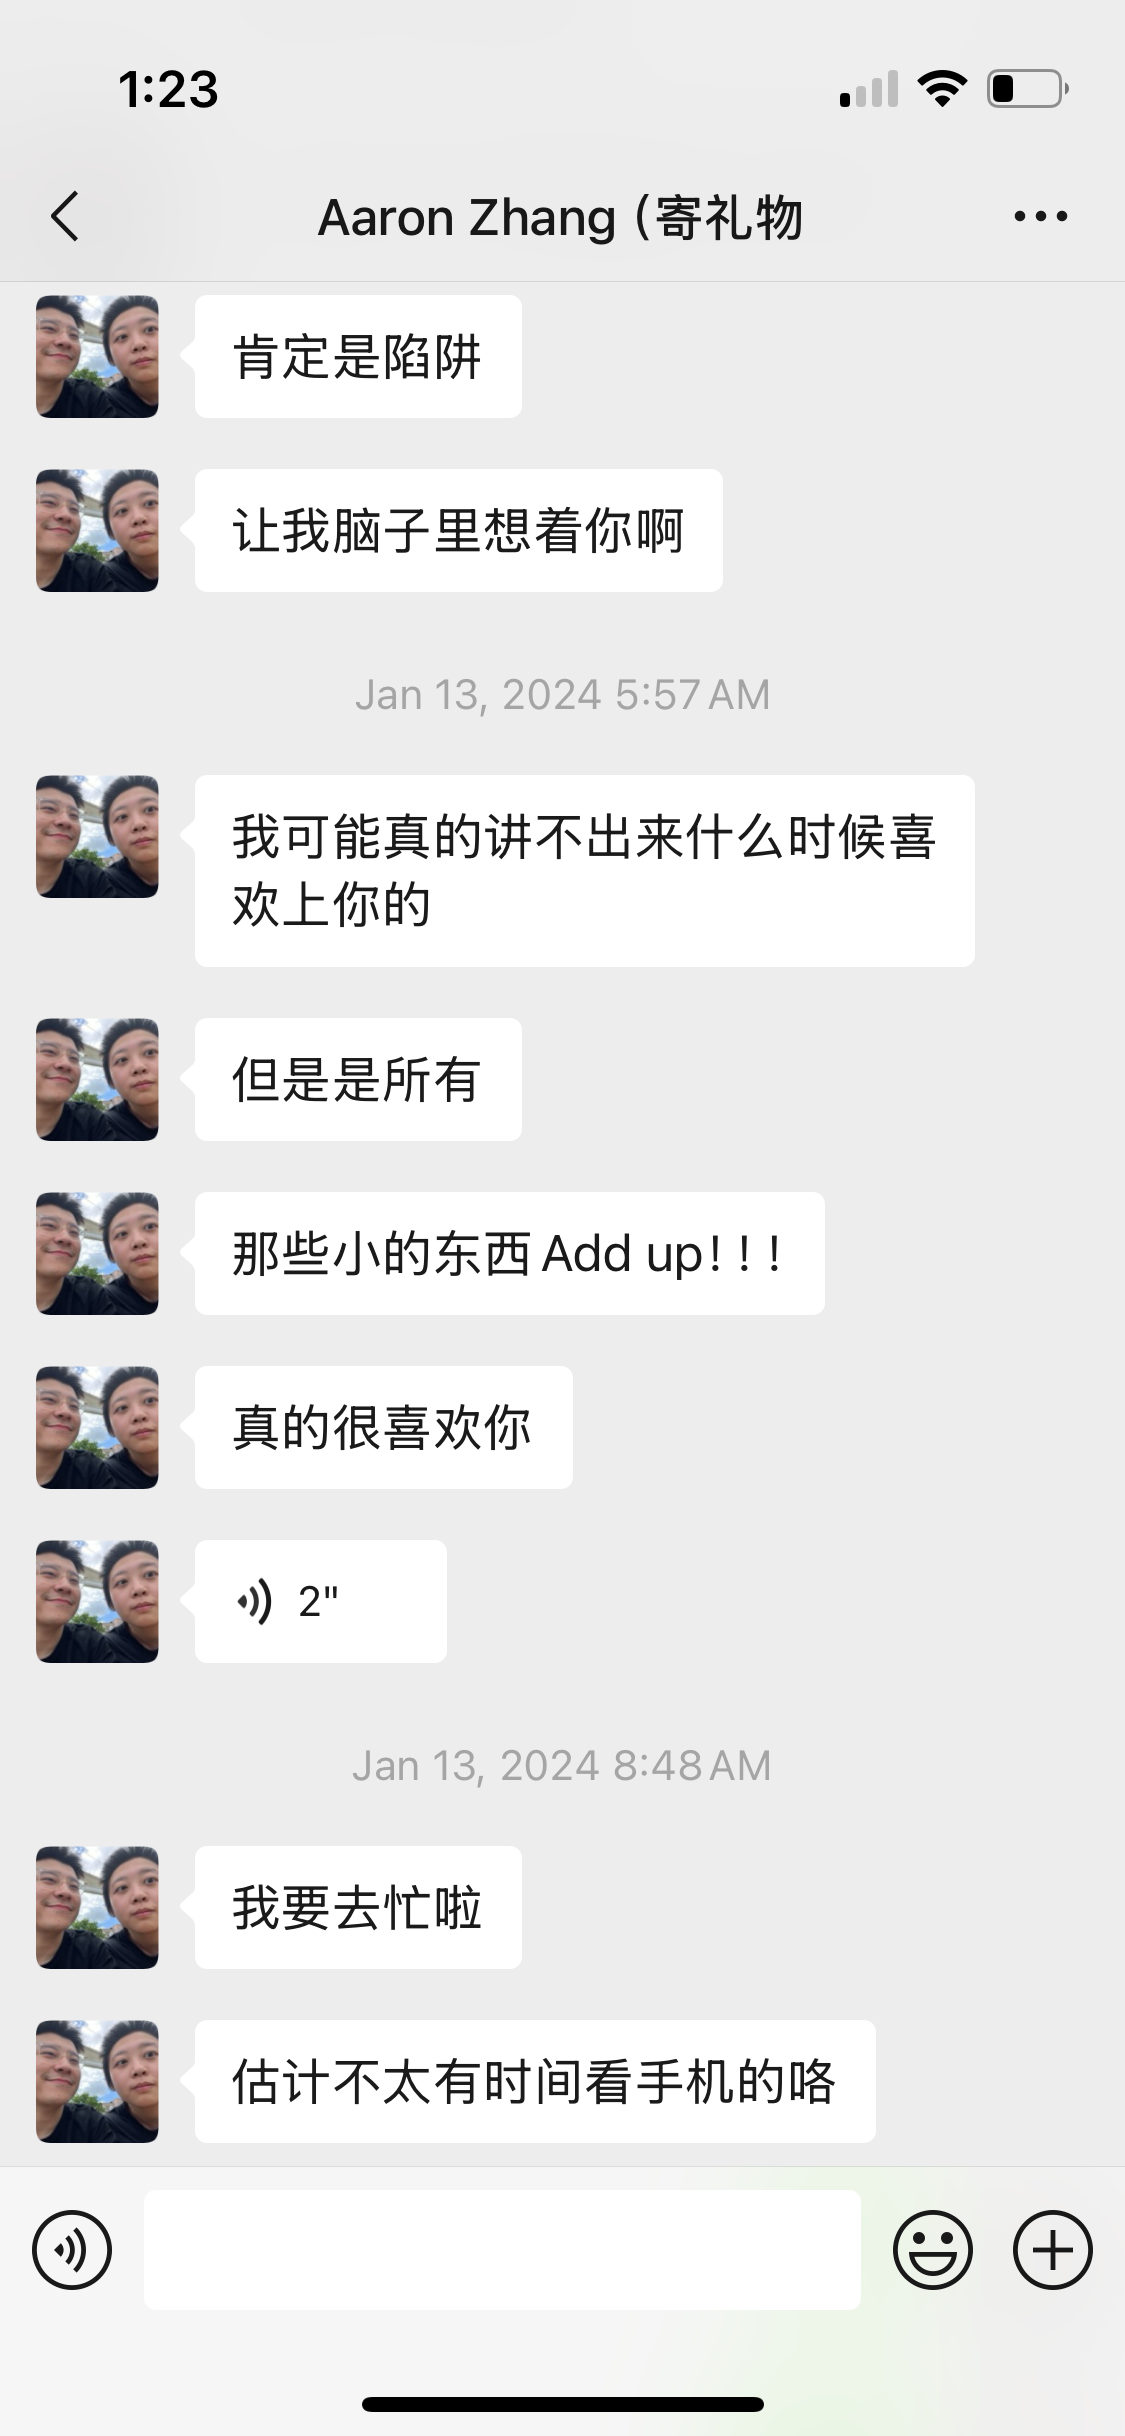 1:23
Aaron Zhang (寄礼物
肯定是陷阱
让我脑子里想着你啊
Jan 13, 2024 5:57 AM
我可能真的讲不出来什么时候喜
欢上你的
但是是所有
那些小的东西 Add up！！！
真的很喜欢你
2"
Jan 13, 2024 8:48 AM
我要去忙啦
估计不太有时间看手机的咯